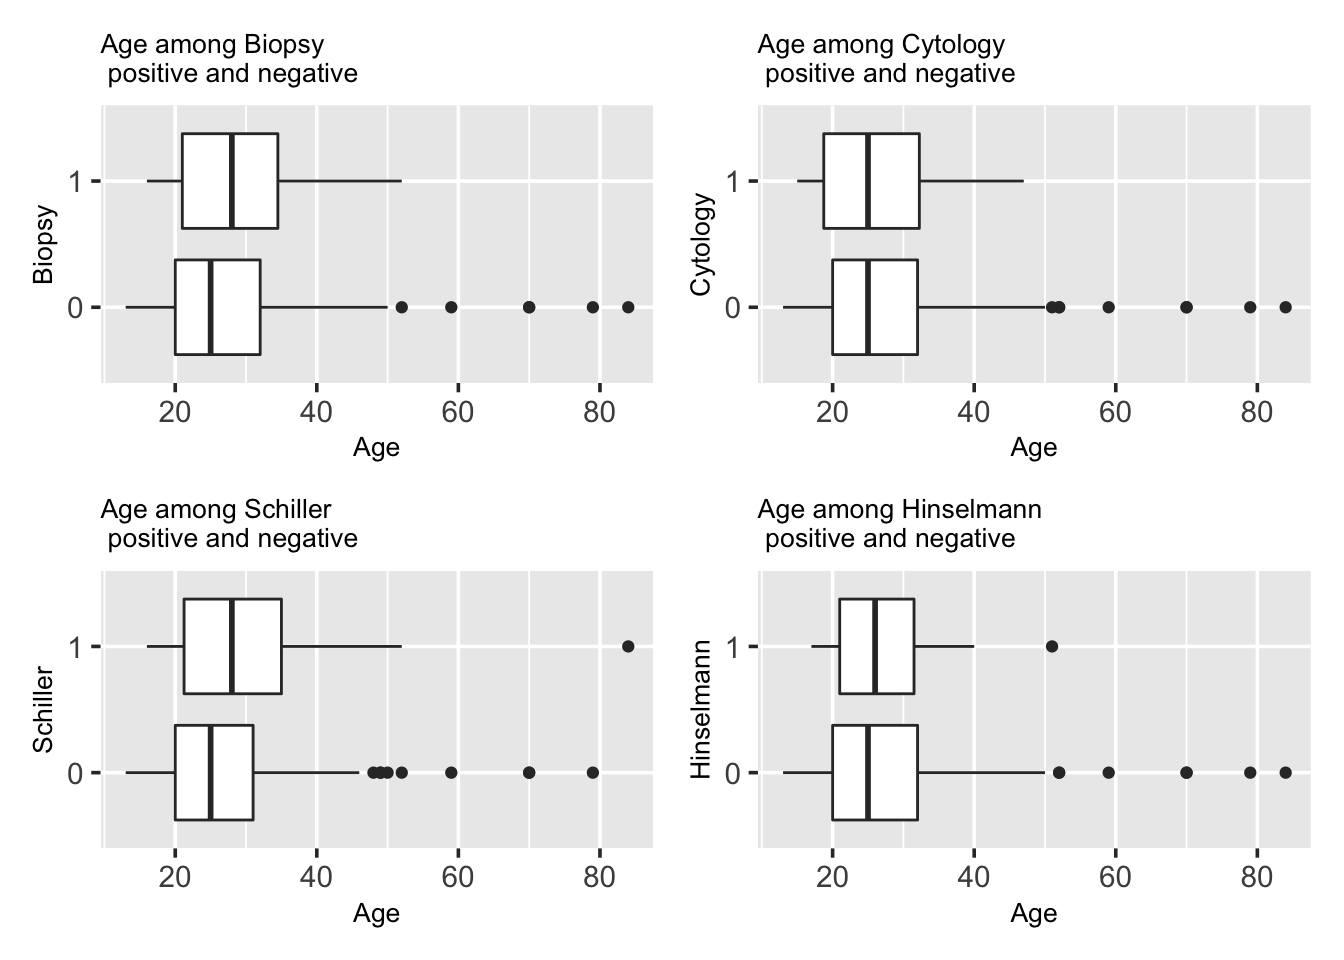 Age among Biopsy
positive and negative
Biopsy
1
0
20 40 60 80
Age
Age among Cytology
positive and negative
Cytology
1
0
20 40 60 80
Age
Age among Schiller
positive and negative
Schiller
1
0
20 40 60 80
Age
Age among Hinselmann
positive and negative
Hinselmann
1
0
20 40 60 80
Age